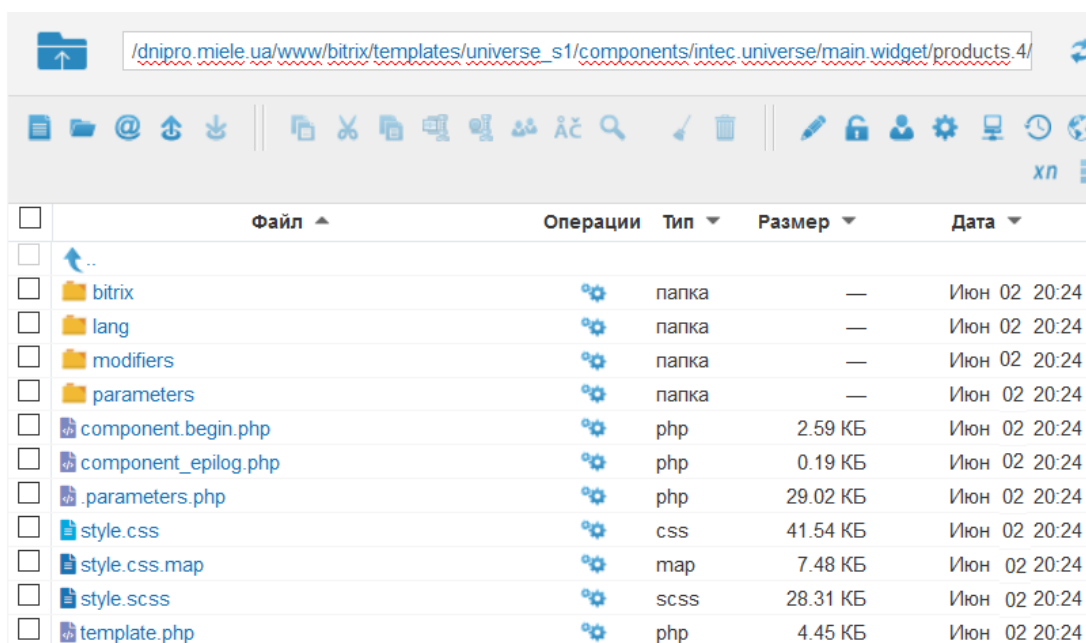 /dnipro.miele.ua/www/bitrix/templates/universe_s1/components/intec.universe/main.widget/products.4/
@ Åč
хп
Файл Операции Тип Размер Дата
..
bitrix папка — Июн 02 20:24
lang папка — Июн 02 20:24
modifiers папка — Июн 02 20:24
parameters папка — Июн 02 20:24
component.begin.php php 2.59 КБ Июн 02 20:24
component_epilog.php php 0.19 КБ Июн 02 20:24
.parameters.php php 29.02 КБ Июн 02 20:24
style.css css 41.54 КБ Июн 02 20:24
style.css.map map 7.48 КБ Июн 02 20:24
style.scss scss 28.31 КБ Июн 02 20:24
template.php php 4.45 КБ Июн 02 20:24